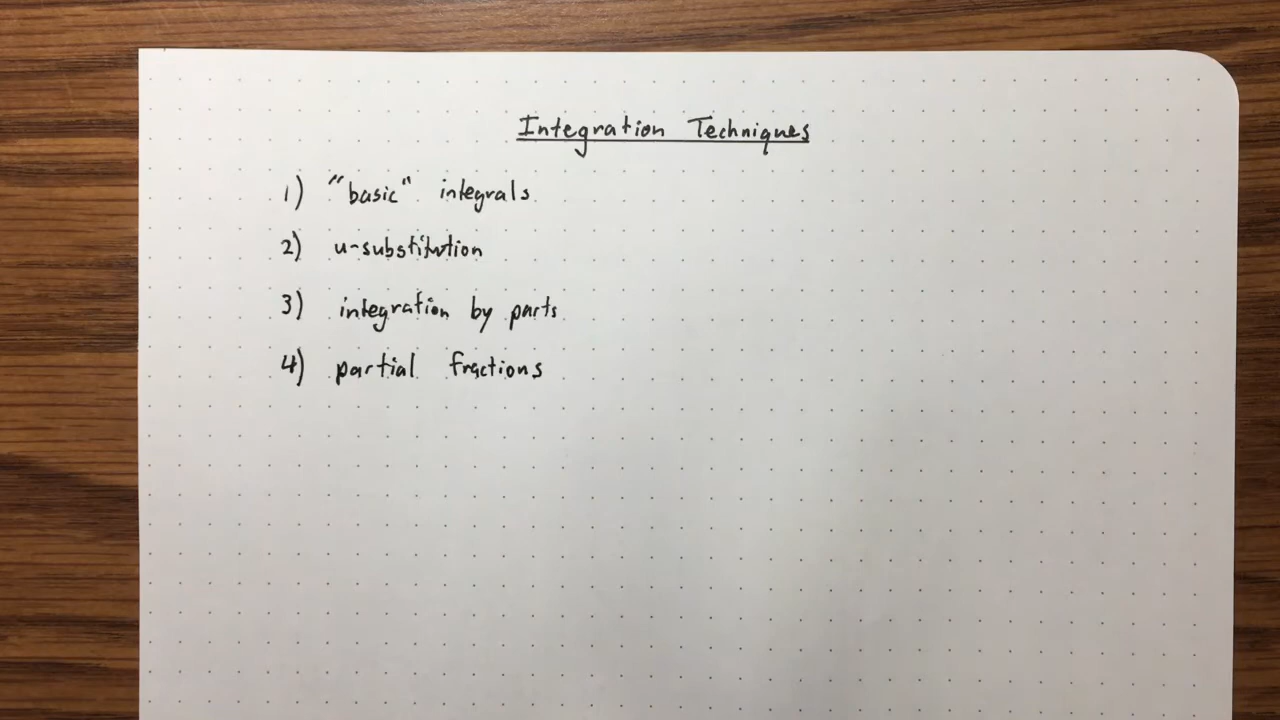 Integration Techniques
1) "basic" integrals
2) u-substitution
3) integration by parts
4) partial fractions